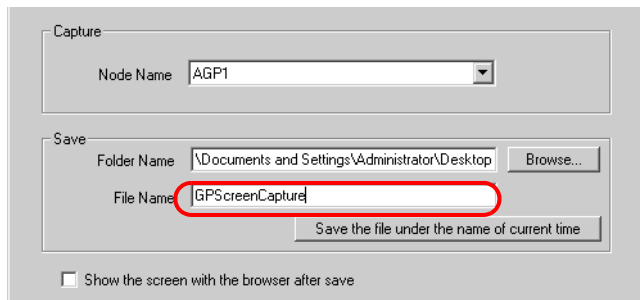 Capture
Node Name AGP1
Save
Folder Name \Documents and Settings\Administrator\Desktop Browse...
File Name GPScreenCapture
Save the file under the name of current time
Show the screen with the browser after save